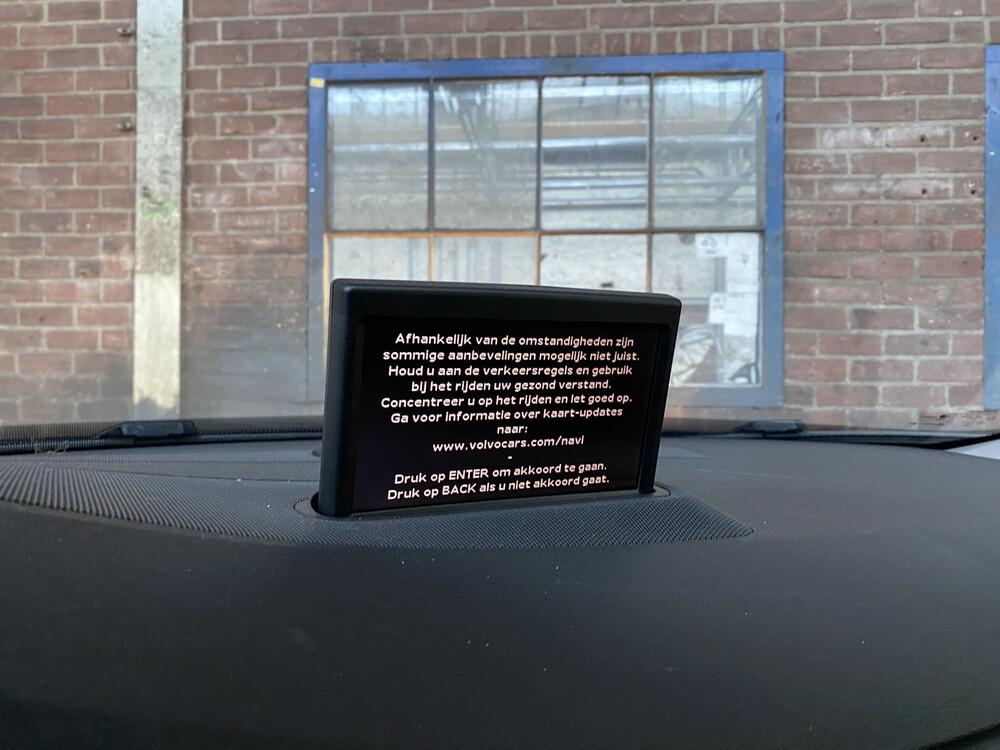 Afhankelijk van de omstandigheden zijn
sommige aanbevelingen mogelijk niet juist.
Houd u aan de verkeersregels en gebruik
bij het rijden uw gezond verstand.
Concentreer u op het rijden en let goed op.
Ga voor informatie over kaart-updates
naar:
www.volvocars.com/navi
-
Druk op ENTER om akkoord te gaan.
Druk op BACK als u niet akkoord gaat.